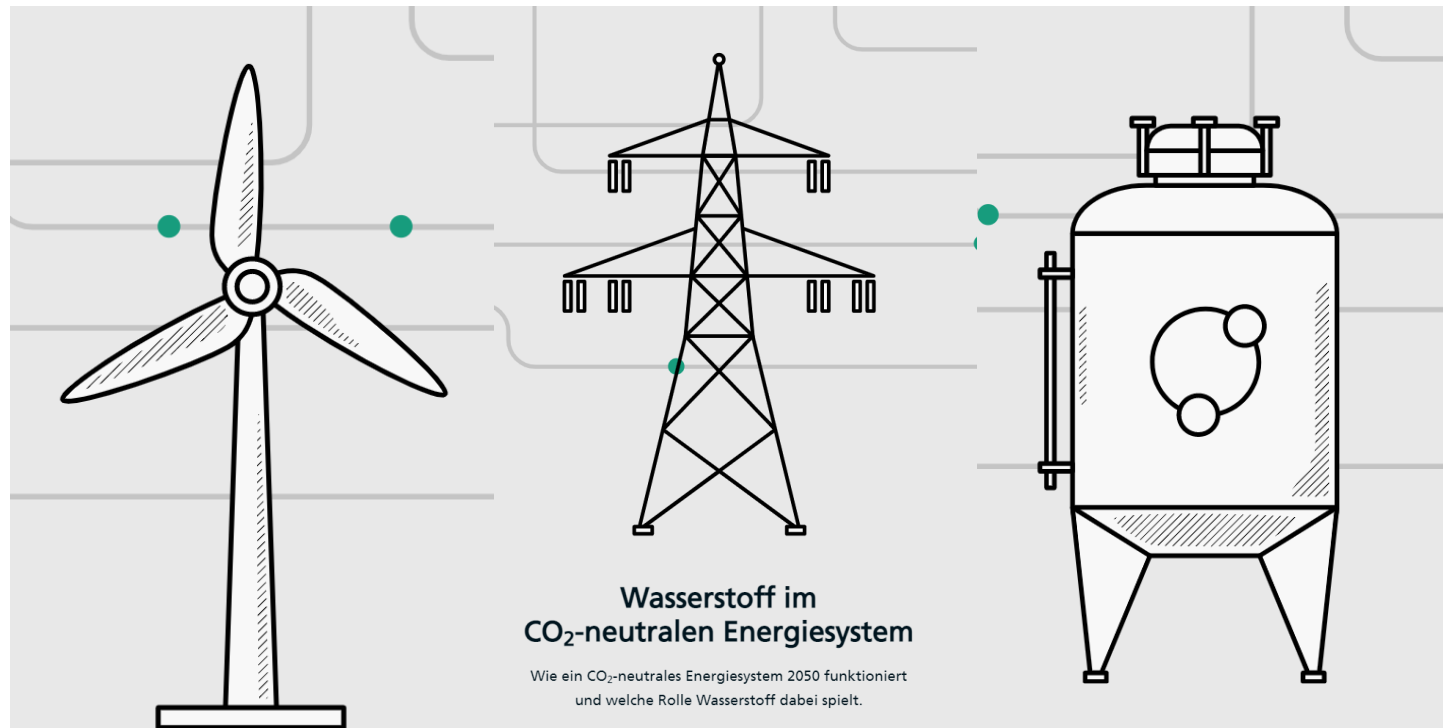 Wasserstoff im
CO₂-neutralen Energiesystem
Wie ein CO₂-neutrales Energiesystem 2050 funktioniert
und welche Rolle Wasserstoff dabei spielt.